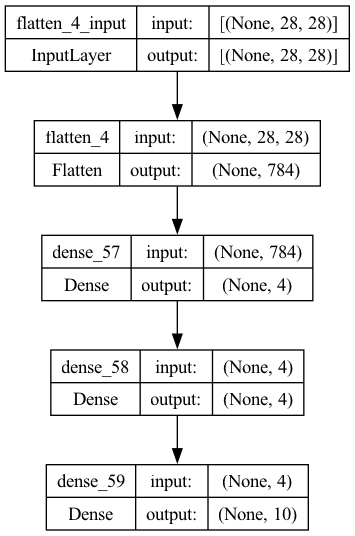 flatten_4_input input: [(None, 28, 28)]
InputLayer output: [(None, 28, 28)]
flatten_4 input: (None, 28, 28)
Flatten output: (None, 784)
dense_57 input: (None, 784)
Dense output: (None, 4)
dense_58 input: (None, 4)
Dense output: (None, 4)
dense_59 input: (None, 4)
Dense output: (None, 10)